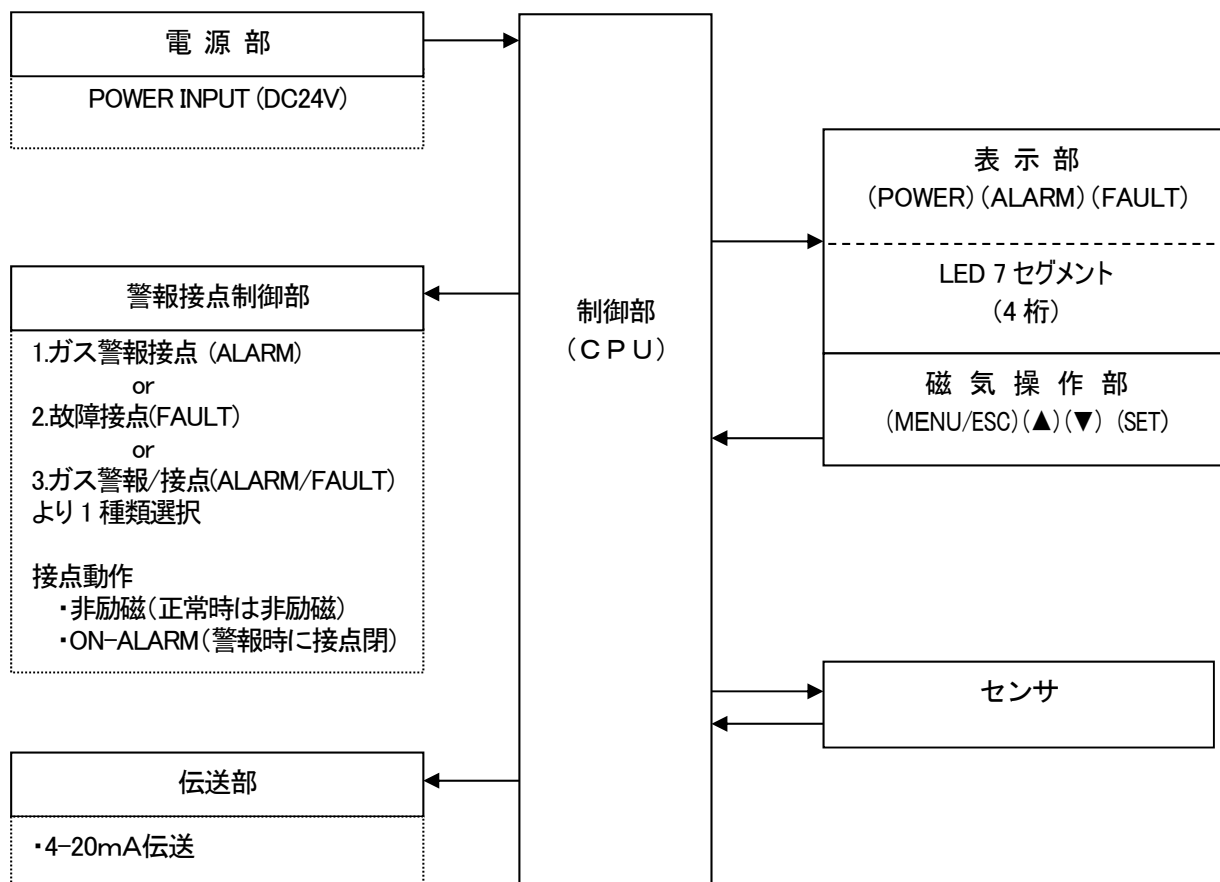 電 源 部
POWER INPUT (DC24V)
警報接点制御部
1.ガス警報接点 (ALARM)
or
2.故障接点(FAULT)
or
3.ガス警報/接点(ALARM/FAULT)
より 1 種類選択
接点動作
・非励磁(正常時は非励磁)
・ON-ALARM(警報時に接点閉)
伝送部
・4-20mA伝送
制御部
(CPU)
表 示 部
(POWER)(ALARM)(FAULT)
LED 7 セグメント
(4 桁)
磁 気 操 作 部
(MENU/ESC)(▲)(▼) (SET)
センサ